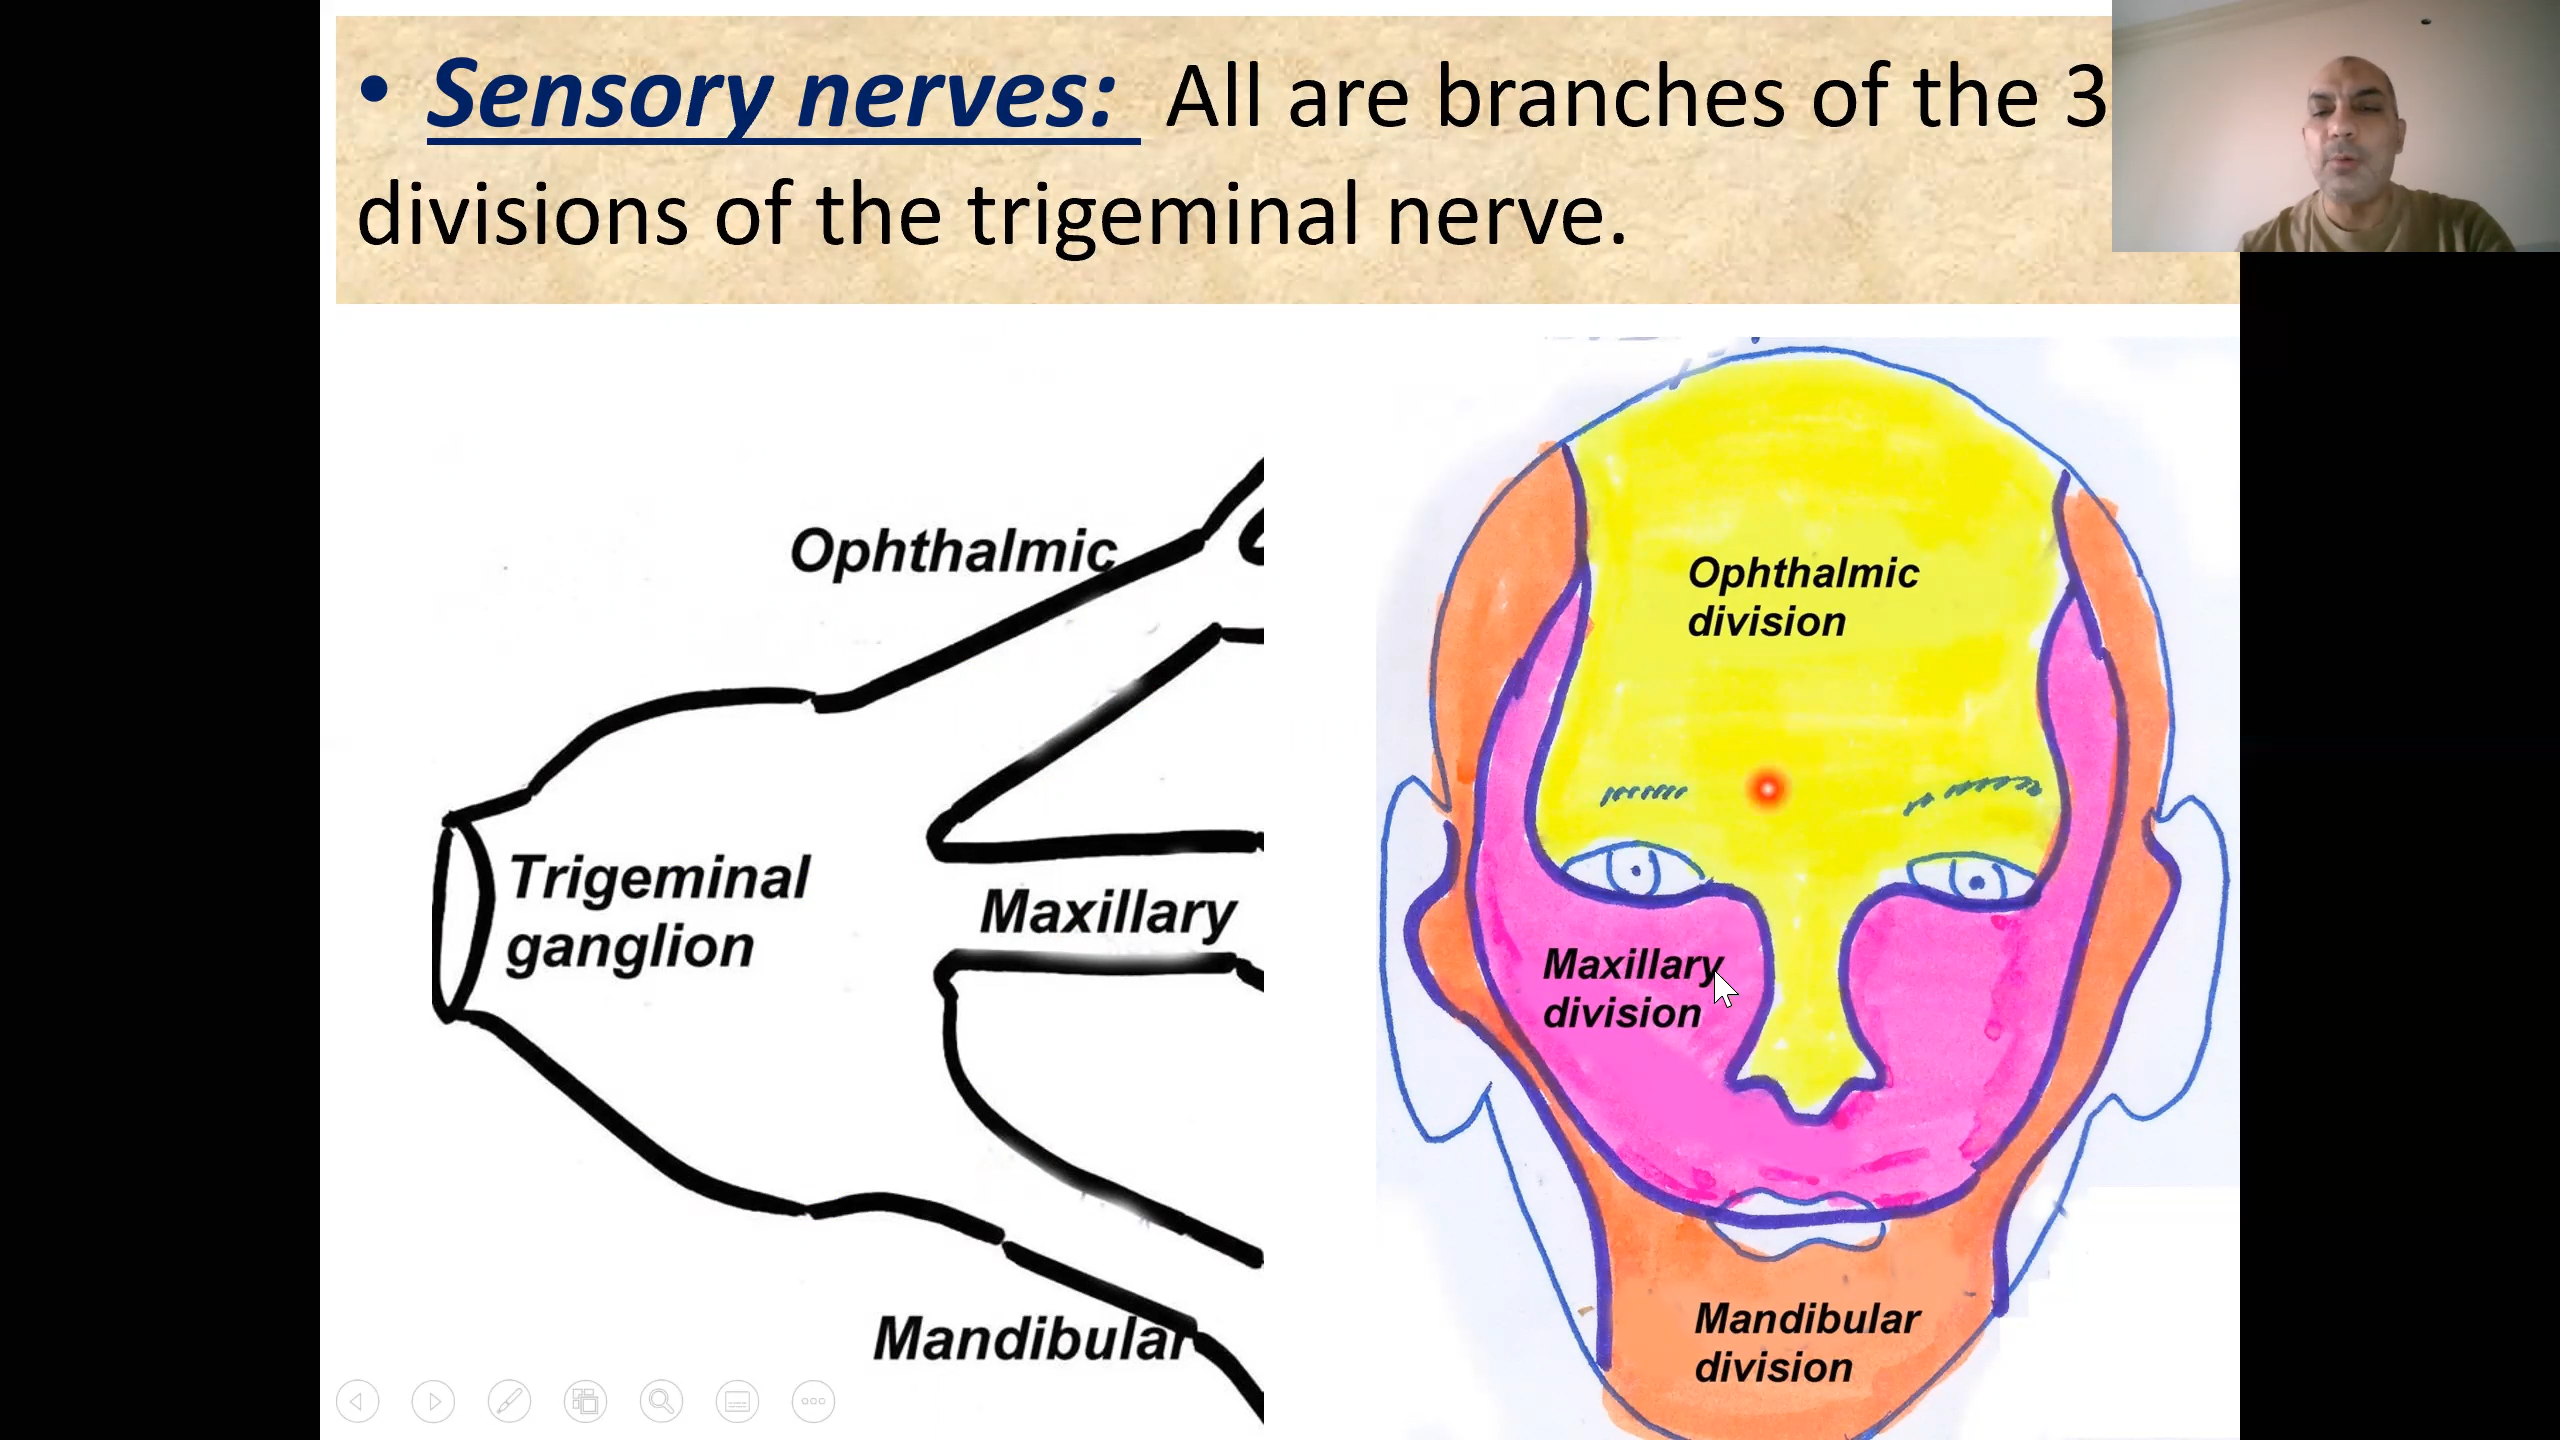 • Sensory nerves: All are branches of the 3
divisions of the trigeminal nerve.
Ophthalmic
Trigeminal
ganglion
Maxillary
Mandibular
Ophthalmic
division
Maxillary
division
Mandibular
division